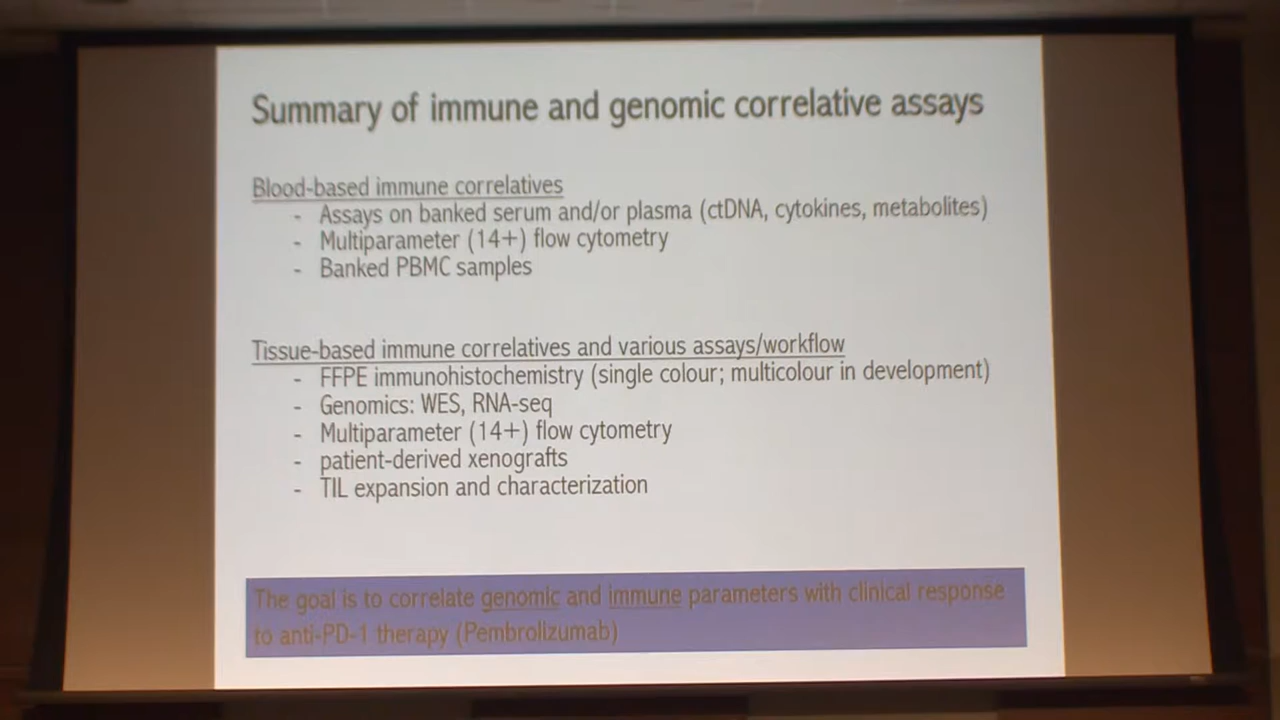 Summary of immune and genomic correlative assays
Blood-based immune correlatives
- Assays on banked serum and/or plasma (ctDNA, cytokines, metabolites)
- Multiparameter (14+) flow cytometry
- Banked PBMC samples
Tissue-based immune correlatives and various assays/workflow
- FFPE immunohistochemistry (single colour; multicolour in development)
- Genomics: WES, RNA-seq
- Multiparameter (14+) flow cytometry
- patient-derived xenografts
- TIL expansion and characterization
The goal is to correlate genomic and immune parameters with clinical response
to anti-PD-1 therapy (Pembrolizumab)